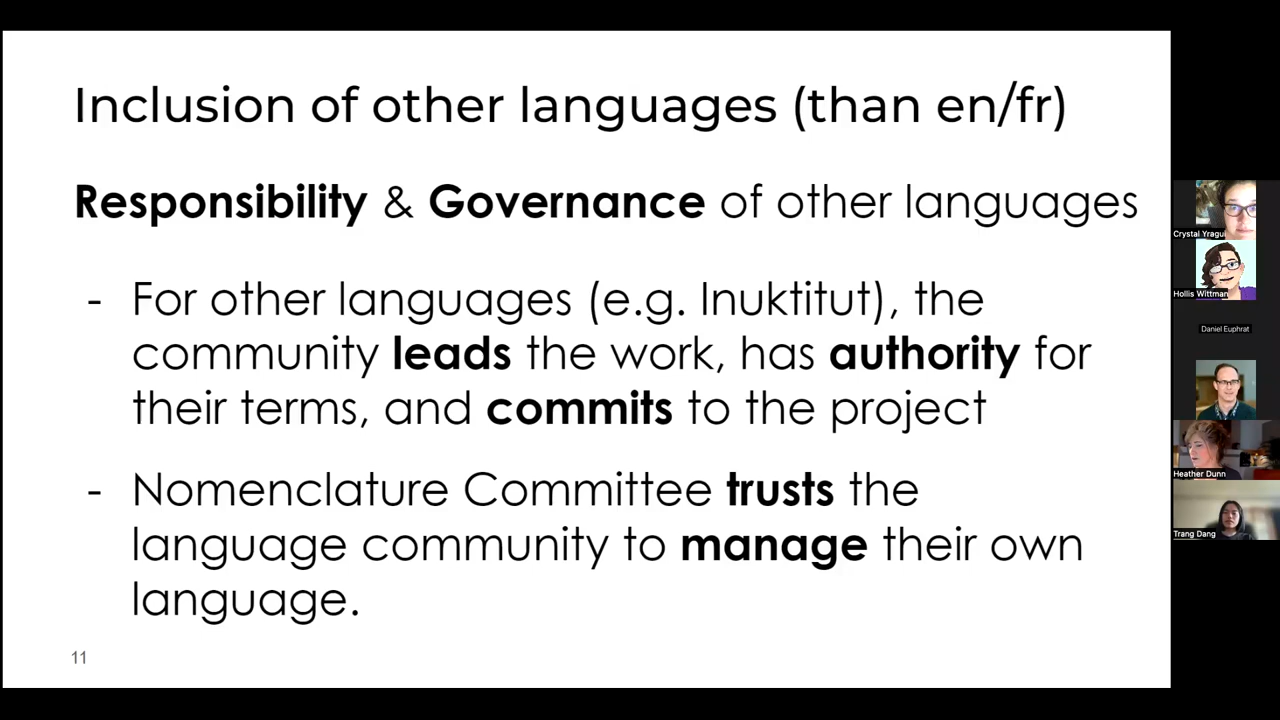 Inclusion of other languages (than en/fr)
Responsibility & Governance of other languages
- For other languages (e.g. Inuktitut), the
community leads the work, has authority for
their terms, and commits to the project
- Nomenclature Committee trusts the
language community to manage their own
language.
11
Crystal Yragui
Hollis Wittman
Daniel Euphrat
Heather Dunn
Trang Dang